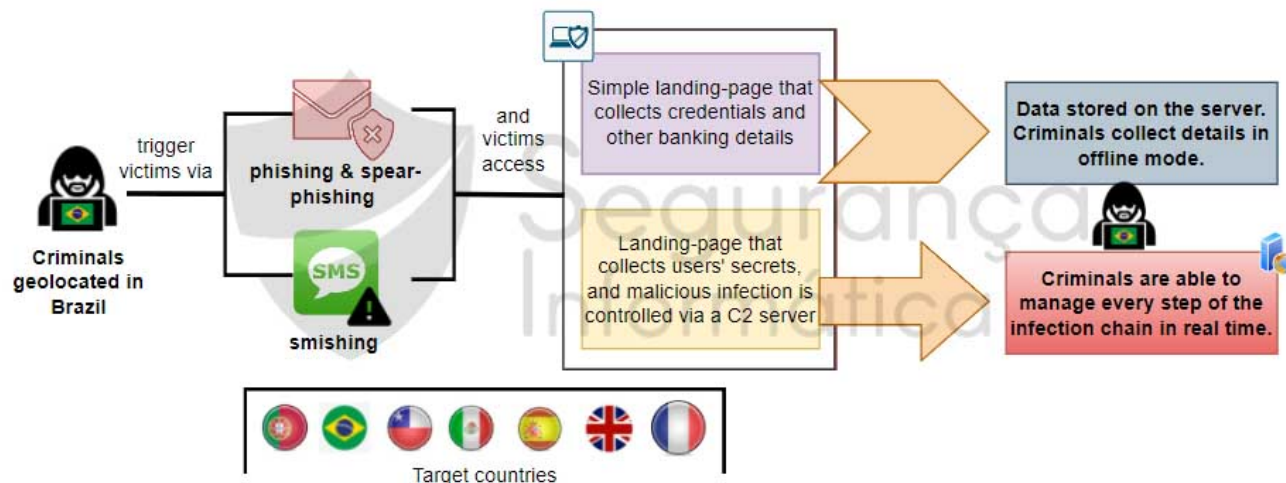 Criminals
geolocated in
Brazil
trigger
victims via
phishing & spear-
phishing
SMS
smishing
and
victims
access
Simple landing-page that
collects credentials and
other banking details
Landing-page that
collects users' secrets,
and malicious infection is
controlled via a C2 server
Data stored on the server.
Criminals collect details in
offline mode.
Criminals are able to
manage every step of the
infection chain in real time.
Segurança
Informática
Target countries